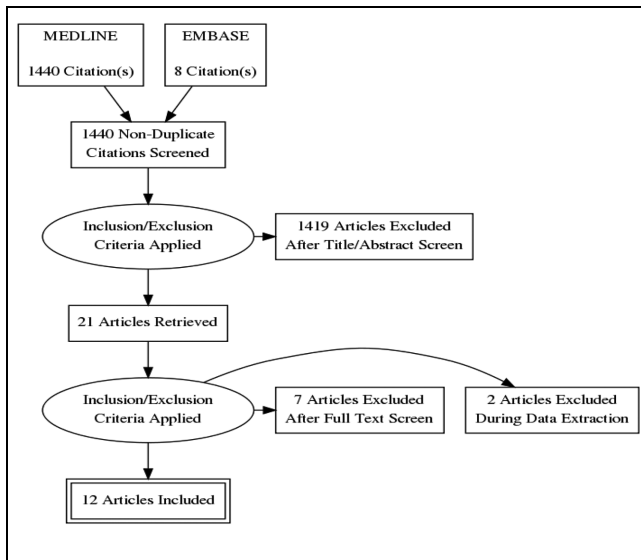 MEDLINE
1440 Citation(s)
EMBASE
8 Citation(s)
1440 Non-Duplicate
Citations Screened
Inclusion/Exclusion
Criteria Applied
1419 Articles Excluded
After Title/Abstract Screen
21 Articles Retrieved
Inclusion/Exclusion
Criteria Applied
7 Articles Excluded
After Full Text Screen
2 Articles Excluded
During Data Extraction
12 Articles Included